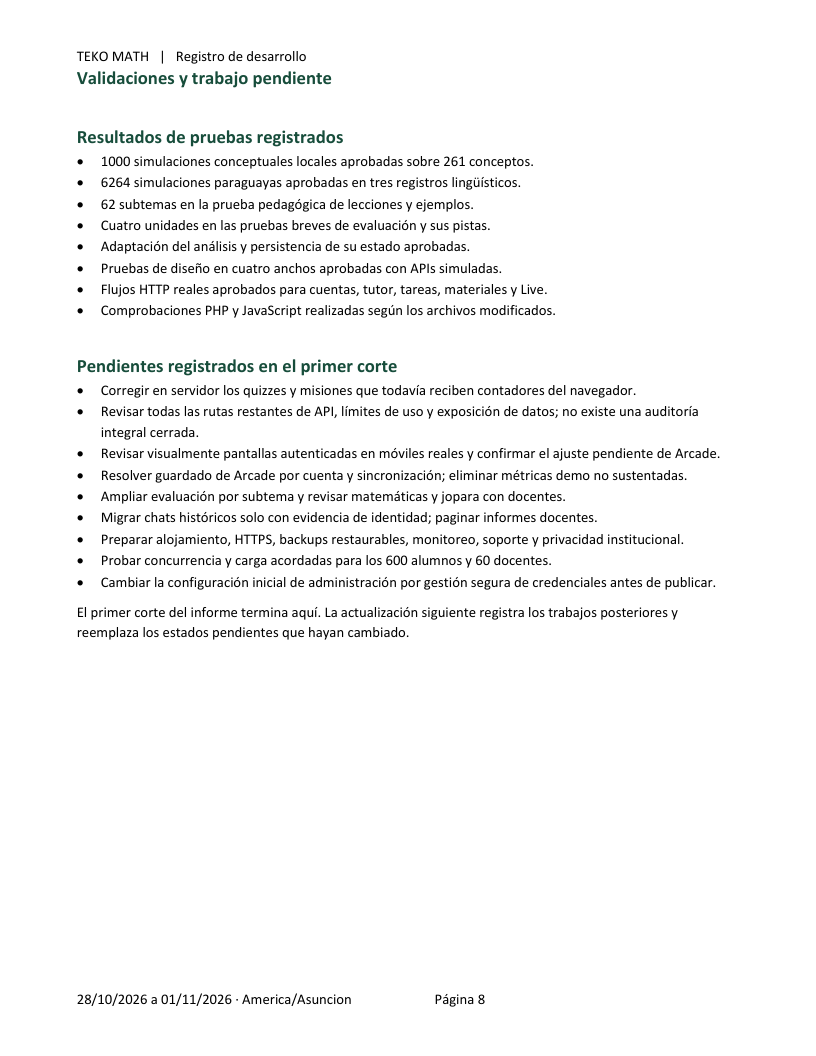 TEKO MATH | Registro de desarrollo
Validaciones y trabajo pendiente
Resultados de pruebas registrados
• 1000 simulaciones conceptuales locales aprobadas sobre 261 conceptos.
• 6264 simulaciones paraguayas aprobadas en tres registros lingüísticos.
• 62 subtemas en la prueba pedagógica de lecciones y ejemplos.
• Cuatro unidades en las pruebas breves de evaluación y sus pistas.
• Adaptación del análisis y persistencia de su estado aprobadas.
• Pruebas de diseño en cuatro anchos aprobadas con APIs simuladas.
• Flujos HTTP reales aprobados para cuentas, tutor, tareas, materiales y Live.
• Comprobaciones PHP y JavaScript realizadas según los archivos modificados.
Pendientes registrados en el primer corte
• Corregir en servidor los quizzes y misiones que todavía reciben contadores del navegador.
• Revisar todas las rutas restantes de API, límites de uso y exposición de datos; no existe una auditoría
integral cerrada.
• Revisar visualmente pantallas autenticadas en móviles reales y confirmar el ajuste pendiente de Arcade.
• Resolver guardado de Arcade por cuenta y sincronización; eliminar métricas demo no sustentadas.
• Ampliar evaluación por subtema y revisar matemáticas y jopara con docentes.
• Migrar chats históricos solo con evidencia de identidad; paginar informes docentes.
• Preparar alojamiento, HTTPS, backups restaurables, monitoreo, soporte y privacidad institucional.
• Probar concurrencia y carga acordadas para los 600 alumnos y 60 docentes.
• Cambiar la configuración inicial de administración por gestión segura de credenciales antes de publicar.
El primer corte del informe termina aquí. La actualización siguiente registra los trabajos posteriores y
reemplaza los estados pendientes que hayan cambiado.
28/10/2026 a 01/11/2026 · America/Asuncion Página 8